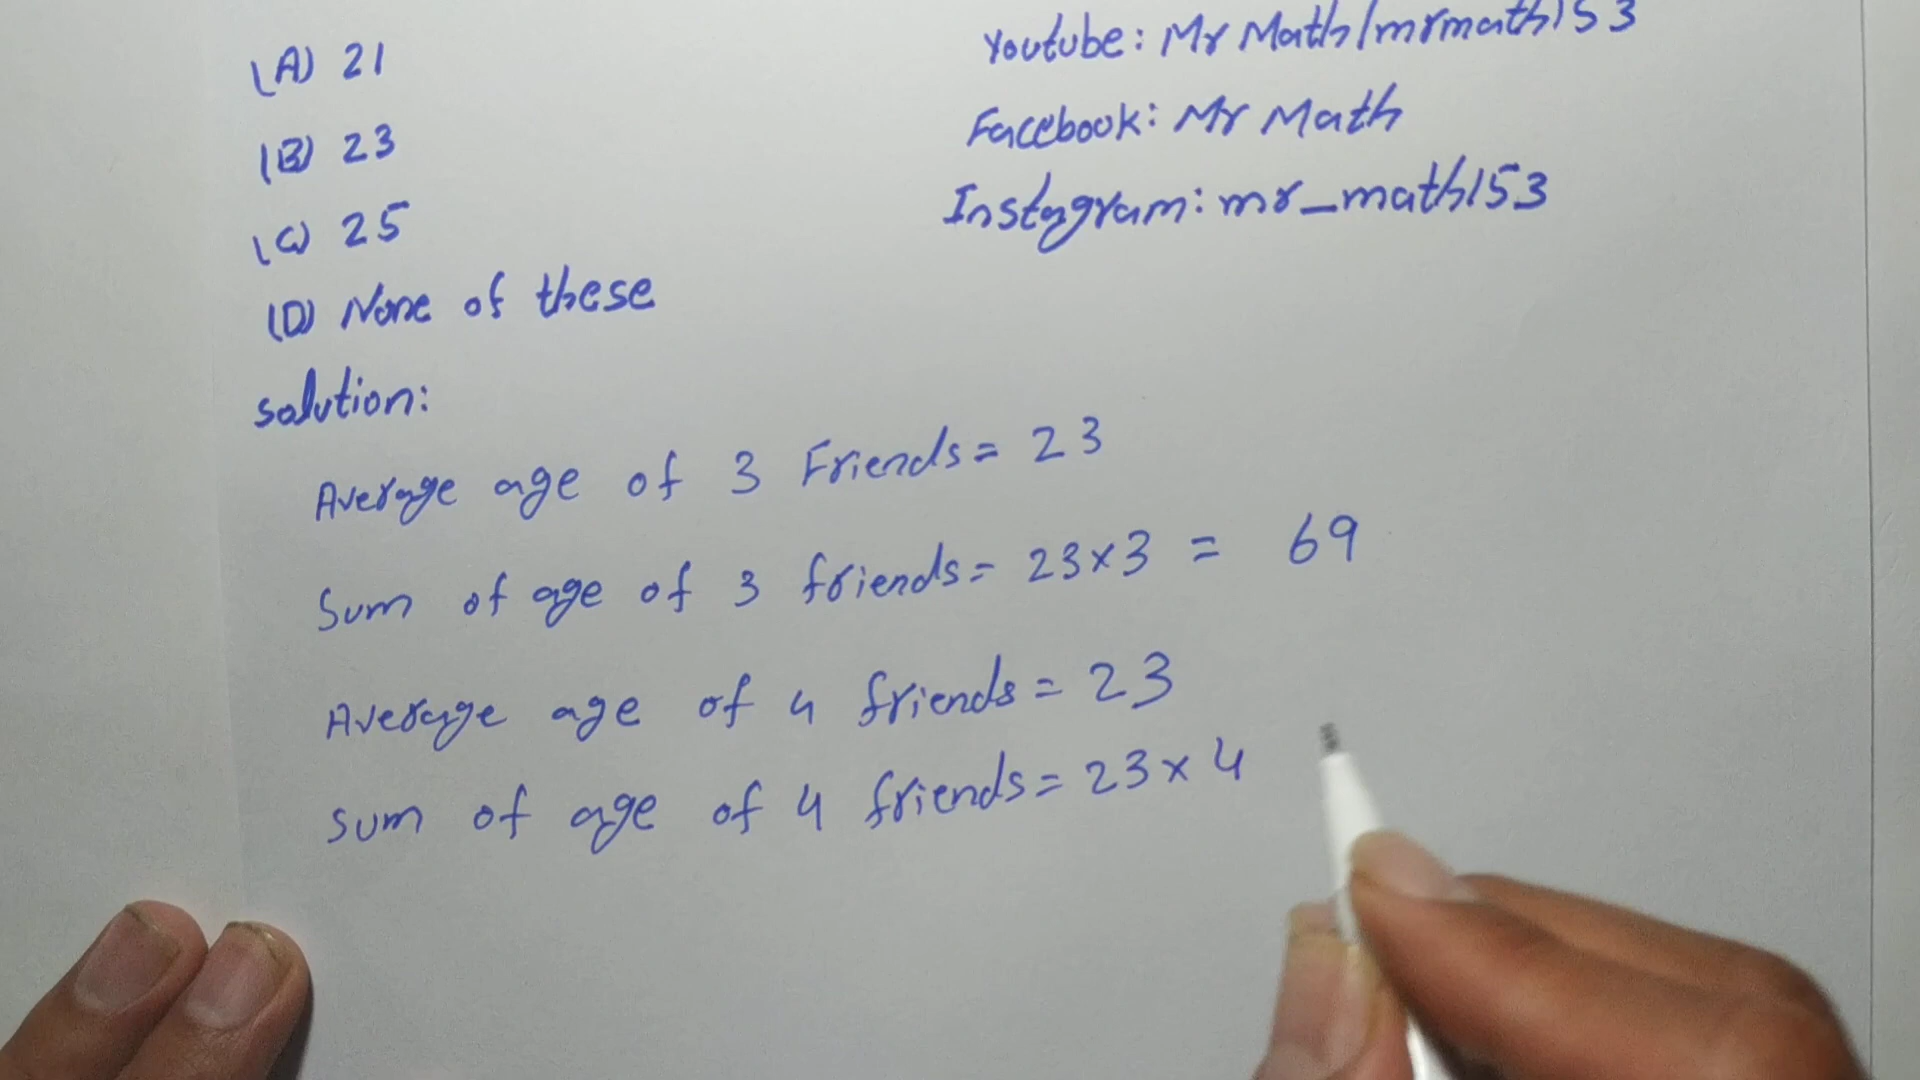 (A) 21
(B) 23
(C) 25
(D) None of these
Youtube: Mr Math/mrmath153
Facebook: Mr Math
Instagram: mr_math153
solution:
Average age of 3 Friends = 23
Sum of age of 3 friends = 23×3 = 69
Average age of 4 friends = 23
sum of age of 4 friends = 23×4